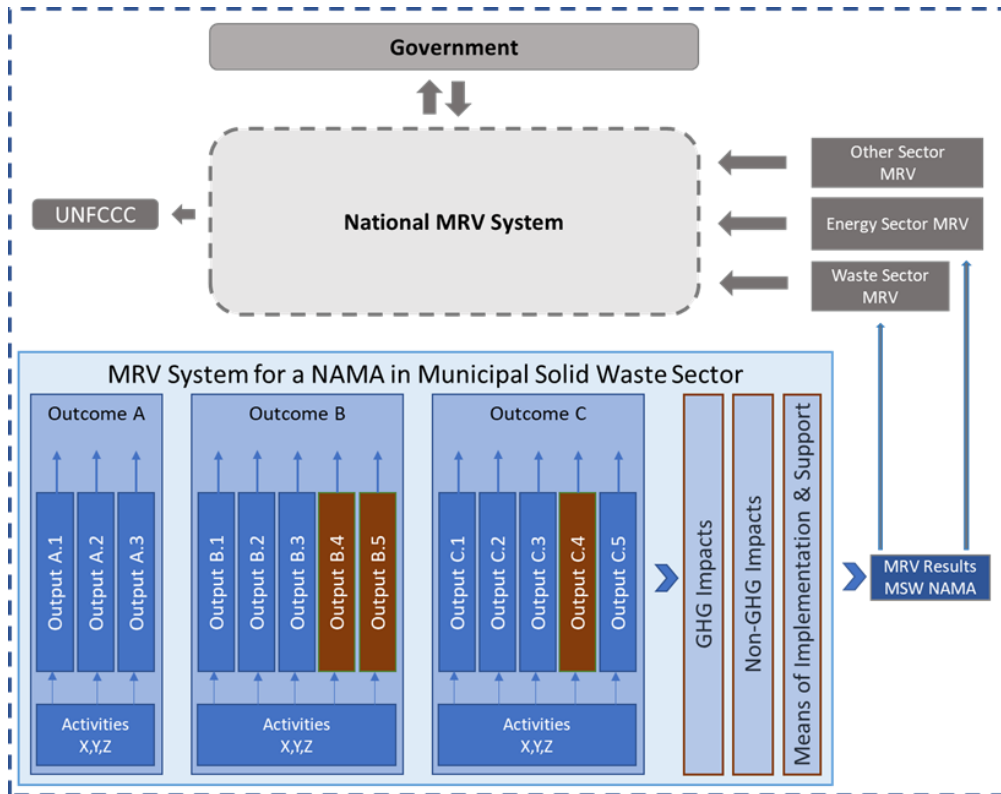 Government
Other Sector
MRV
UNFCCC
National MRV System
Energy Sector MRV
Waste Sector
MRV
MRV System for a NAMA in Municipal Solid Waste Sector
Outcome A
Output A.1
Output A.2
Output A.3
Activities
X,Y,Z
Outcome B
Output B.1
Output B.2
Output B.3
Output B.4
Output B.5
Activities
X,Y,Z
Outcome C
Output C.1
Output C.2
Output C.3
Output C.4
Output C.5
Activities
X,Y,Z
GHG Impacts
Non-GHG Impacts
Means of Implementation & Support
MRV Results
MSW NAMA